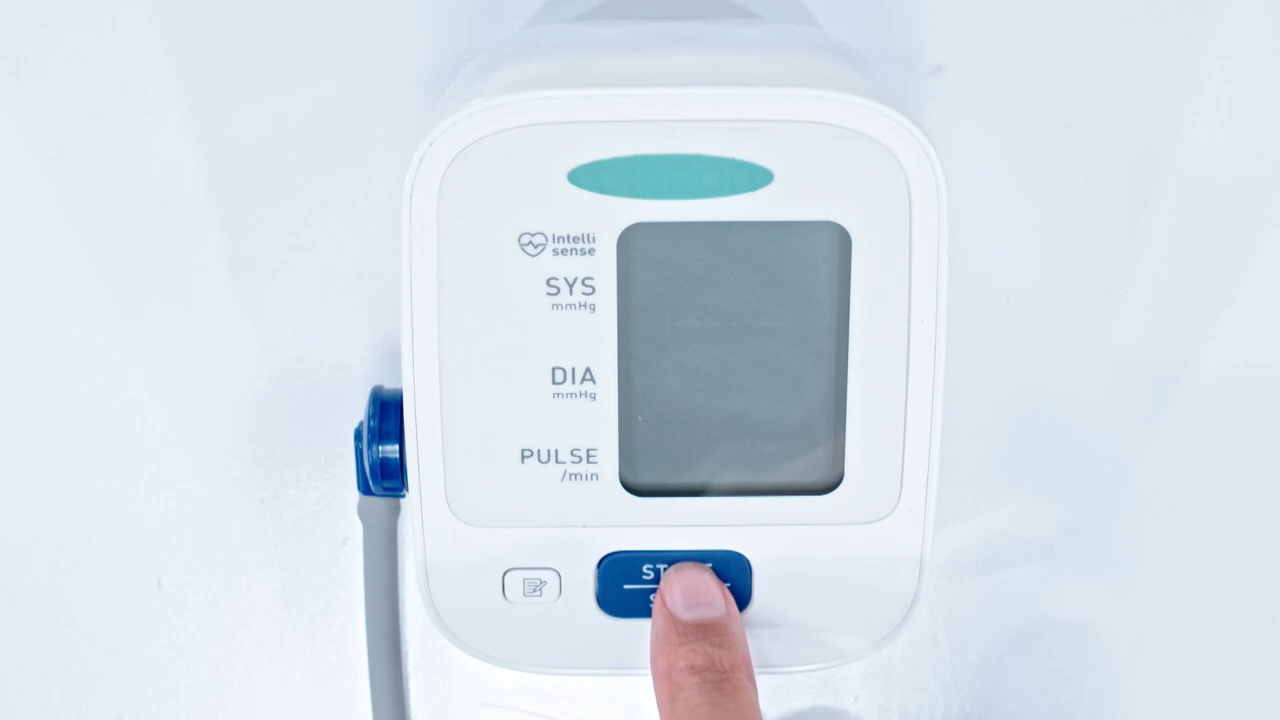 Intelli
sense
SYS
mmHg
DIA
mmHg
PULSE
/min